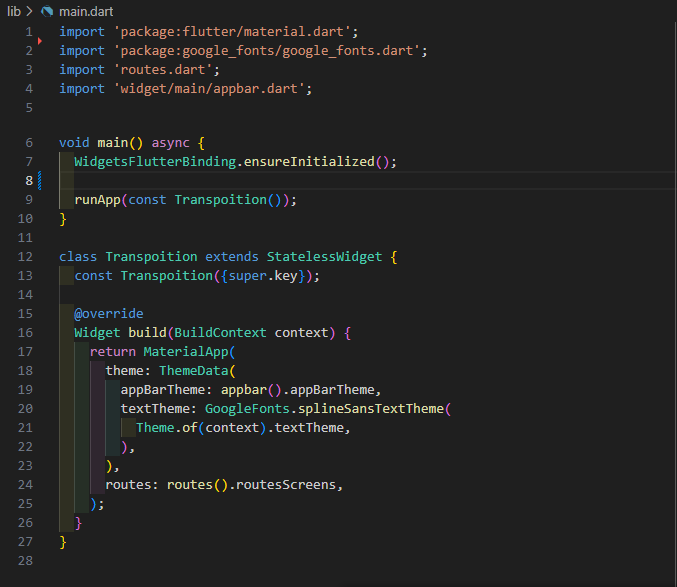 lib > main.dart
1 import 'package:flutter/material.dart';
2 import 'package:google_fonts/google_fonts.dart';
3 import 'routes.dart';
4 import 'widget/main/appbar.dart';
5
6 void main() async {
7   WidgetsFlutterBinding.ensureInitialized();
8
9   runApp(const Transpoition());
10 }
11
12 class Transpoition extends StatelessWidget {
13   const Transpoition({super.key});
14
15   @override
16   Widget build(BuildContext context) {
17     return MaterialApp(
18       theme: ThemeData(
19         appBarTheme: appbar().appBarTheme,
20         textTheme: GoogleFonts.splineSansTextTheme(
21           Theme.of(context).textTheme,
22         ),
23       ),
24       routes: routes().routesScreens,
25     );
26   }
27 }
28